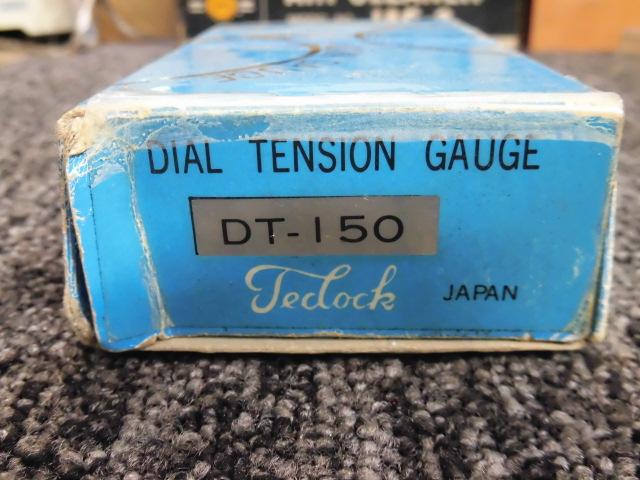 DIAL TENSION GAUGE
DT-150
Teclock
JAPAN